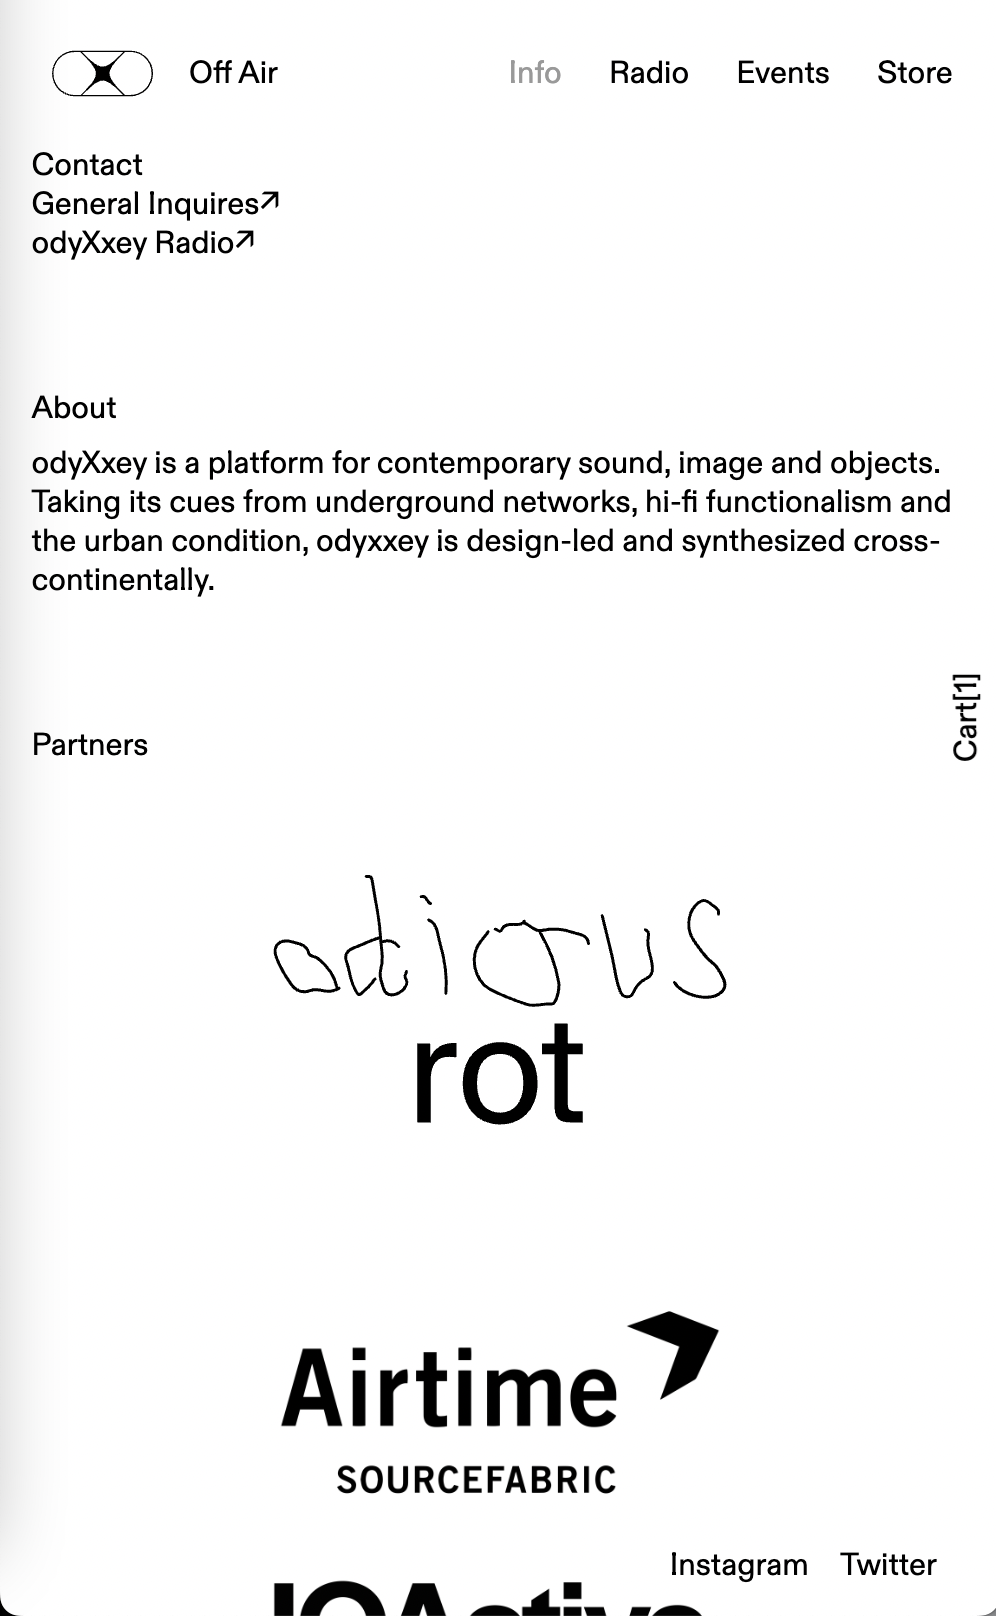 Off Air Info Radio Events Store
Contact
General Inquires↗
odyXxey Radio↗
About
odyXxey is a platform for contemporary sound, image and objects.
Taking its cues from underground networks, hi-fi functionalism and
the urban condition, odyxxey is design-led and synthesized cross-
continentally.
Cart[1]
Partners
odious
rot
Airtime
SOURCEFABRIC
Instagram Twitter